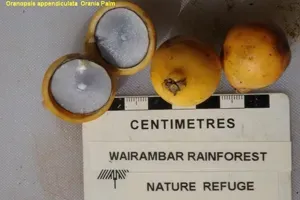 Oraniopsis appendiculata Orania Palm
CENTIMETRES
WAIRAMBAR RAINFOREST
NATURE REFUGE